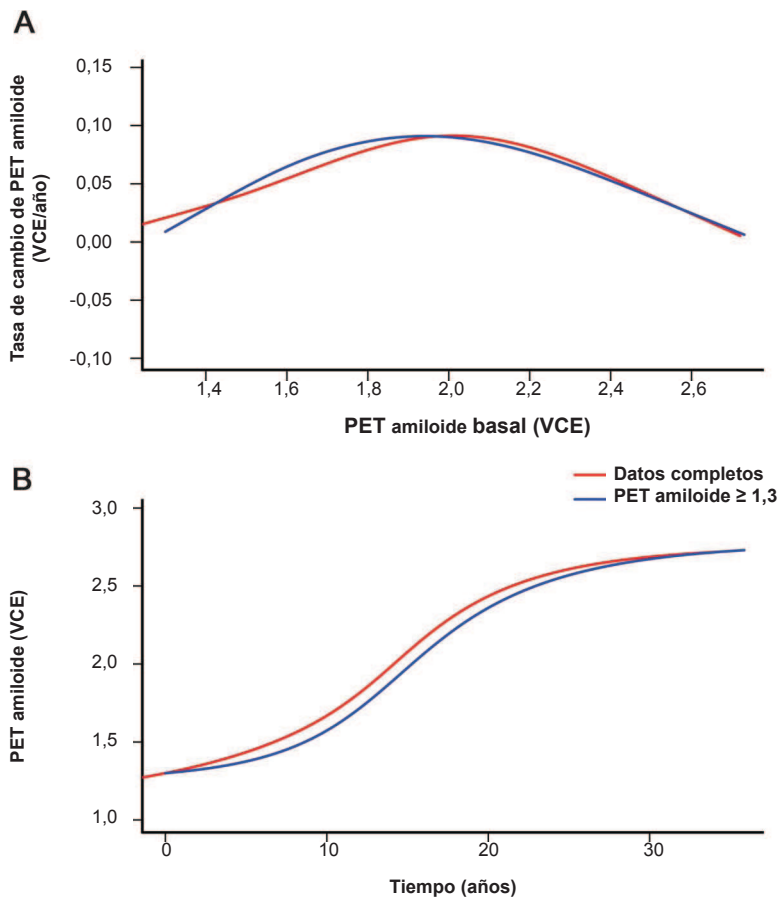 A
Tasa de cambio de PET amiloide
(VCE/año)
0,15
0,10
0,05
0,00
-0,05
-0,10
1,4 1,6 1,8 2,0 2,2 2,4 2,6
PET amiloide basal (VCE)
B
Datos completos
PET amiloide ≥ 1,3
PET amiloide (VCE)
3,0
2,5
2,0
1,5
1,0
0 10 20 30
Tiempo (años)